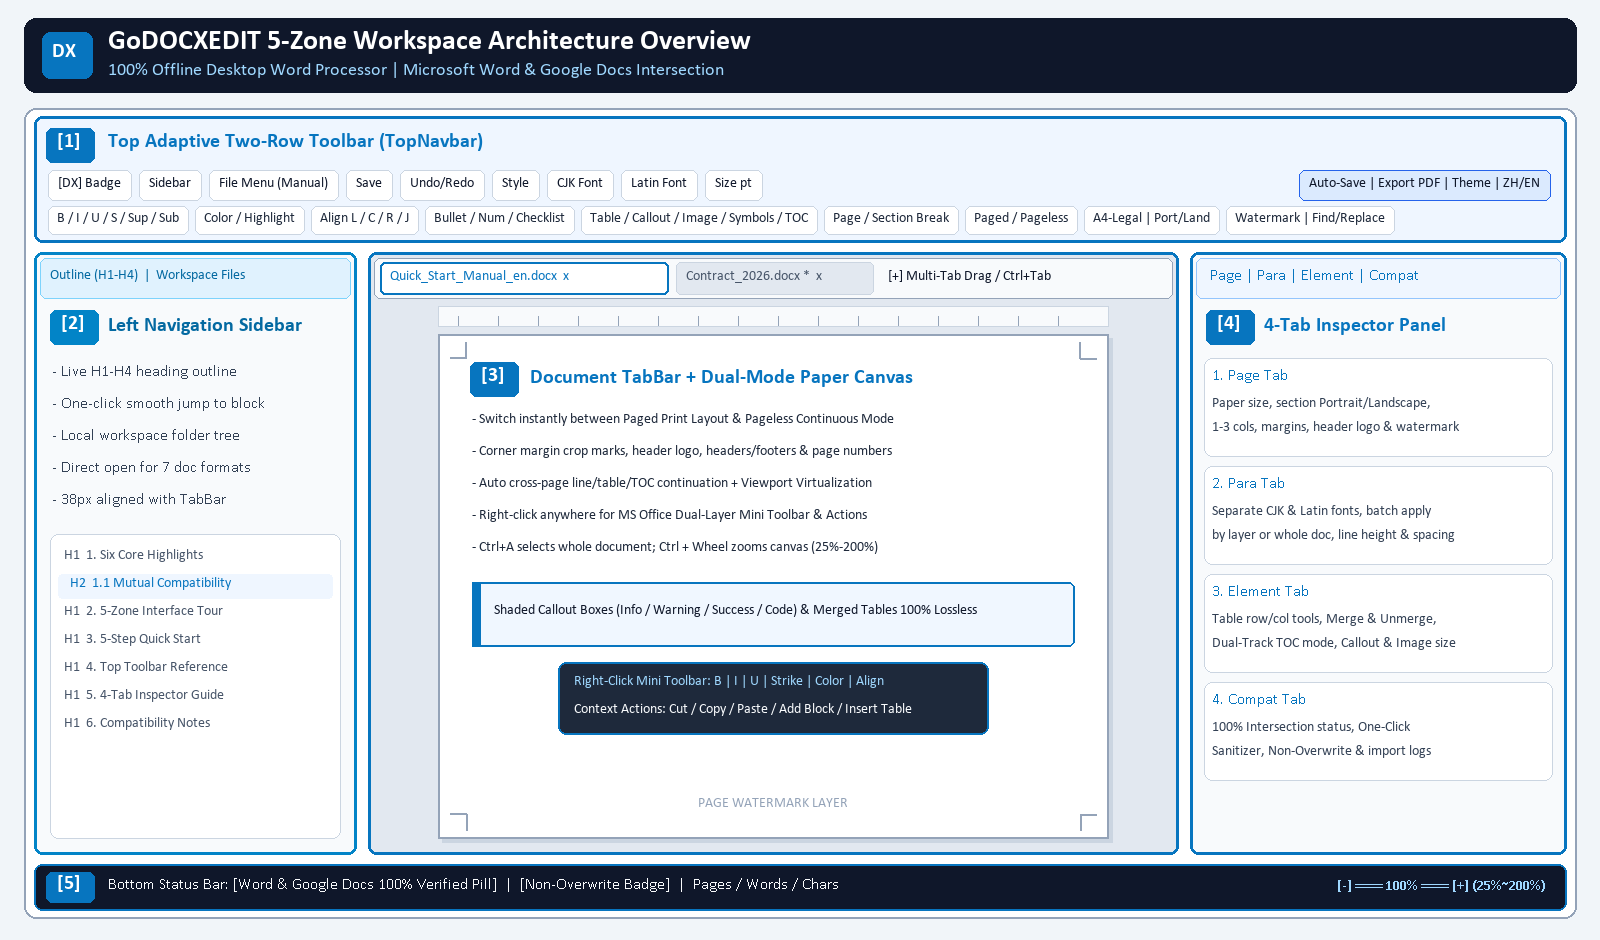 DX
GoDOCXEDIT 5-Zone Workspace Architecture Overview
100% Offline Desktop Word Processor | Microsoft Word & Google Docs Intersection
[1] Top Adaptive Two-Row Toolbar (TopNavbar)
[DX] Badge Sidebar File Menu (Manual) Save Undo/Redo Style CJK Font Latin Font Size pt Auto-Save | Export PDF | Theme | ZH/EN
B / I / U / S / Sup / Sub Color / Highlight Align L / C / R / J Bullet / Num / Checklist Table / Callout / Image / Symbols / TOC Page / Section Break Paged / Pageless A4-Legal | Port/Land Watermark | Find/Replace
Outline (H1-H4) | Workspace Files
[2] Left Navigation Sidebar
- Live H1-H4 heading outline
- One-click smooth jump to block
- Local workspace folder tree
- Direct open for 7 doc formats
- 38px aligned with TabBar
H1 1. Six Core Highlights
H2 1.1 Mutual Compatibility
H1 2. 5-Zone Interface Tour
H1 3. 5-Step Quick Start
H1 4. Top Toolbar Reference
H1 5. 4-Tab Inspector Guide
H1 6. Compatibility Notes
Quick_Start_Manual_en.docx x Contract_2026.docx * x [+] Multi-Tab Drag / Ctrl+Tab
[3] Document TabBar + Dual-Mode Paper Canvas
- Switch instantly between Paged Print Layout & Pageless Continuous Mode
- Corner margin crop marks, header logo, headers/footers & page numbers
- Auto cross-page line/table/TOC continuation + Viewport Virtualization
- Right-click anywhere for MS Office Dual-Layer Mini Toolbar & Actions
- Ctrl+A selects whole document; Ctrl + Wheel zooms canvas (25%-200%)
Shaded Callout Boxes (Info / Warning / Success / Code) & Merged Tables 100% Lossless
Right-Click Mini Toolbar: B | I | U | Strike | Color | Align
Context Actions: Cut / Copy / Paste / Add Block / Insert Table
PAGE WATERMARK LAYER
Page | Para | Element | Compat
[4] 4-Tab Inspector Panel
1. Page Tab
Paper size, section Portrait/Landscape,
1-3 cols, margins, header logo & watermark
2. Para Tab
Separate CJK & Latin fonts, batch apply
by layer or whole doc, line height & spacing
3. Element Tab
Table row/col tools, Merge & Unmerge,
Dual-Track TOC mode, Callout & Image size
4. Compat Tab
100% Intersection status, One-Click
Sanitizer, Non-Overwrite & import logs
[5] Bottom Status Bar: [Word & Google Docs 100% Verified Pill] | [Non-Overwrite Badge] | Pages / Words / Chars [-] ═══ 100% ═══ [+] (25%~200%)